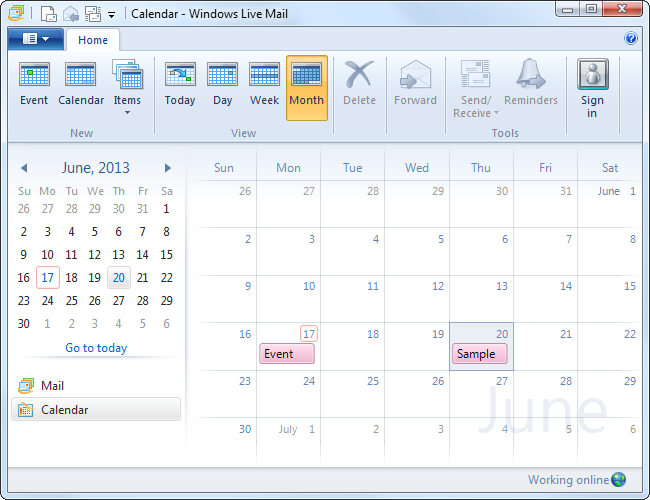 Calendar - Windows Live Mail
Home
Event Calendar Items Today Day Week Month Delete Forward Send/ Receive Reminders Sign in
New View Tools
June, 2013
Su Mo Tu We Th Fr Sa
26 27 28 29 30 31 1
2 3 4 5 6 7 8
9 10 11 12 13 14 15
16 17 18 19 20 21 22
23 24 25 26 27 28 29
30 1 2 3 4 5 6
Go to today
Mail
Calendar
Sun Mon Tue Wed Thu Fri Sat
26 27 28 29 30 31 June 1
2 3 4 5 6 7 8
9 10 11 12 13 14 15
16 17 18 19 20 21 22
Event Sample
23 24 25 26 27 28 29
June
30 July 1 2 3 4 5 6
Working online